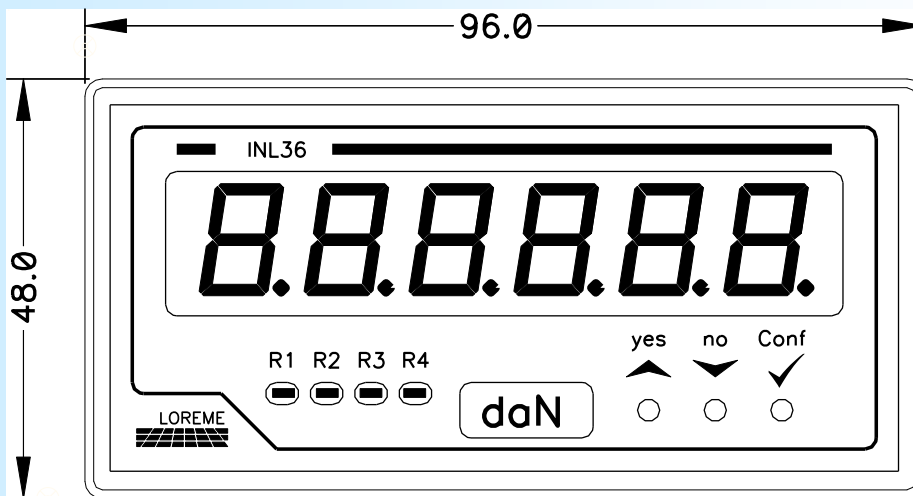 96.0
INL36
8.8.8.8.8.8.
48.0
yes no Conf
R1 R2 R3 R4
daN
LOREME